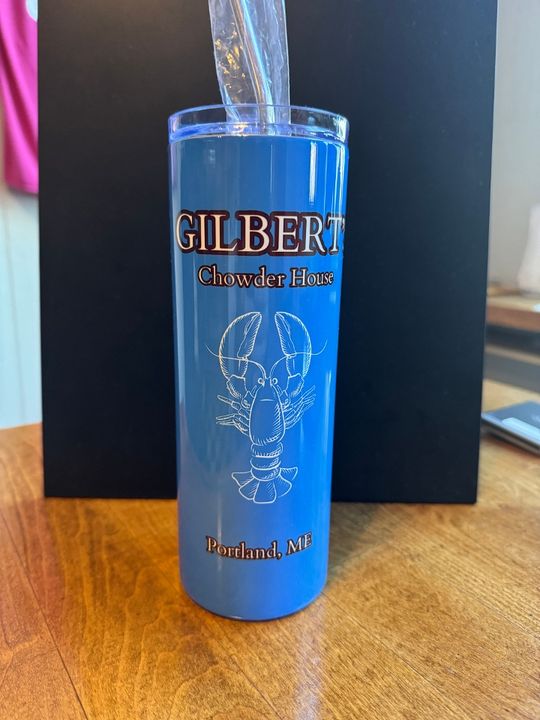 GILBERT'
Chowder House
Portland, ME